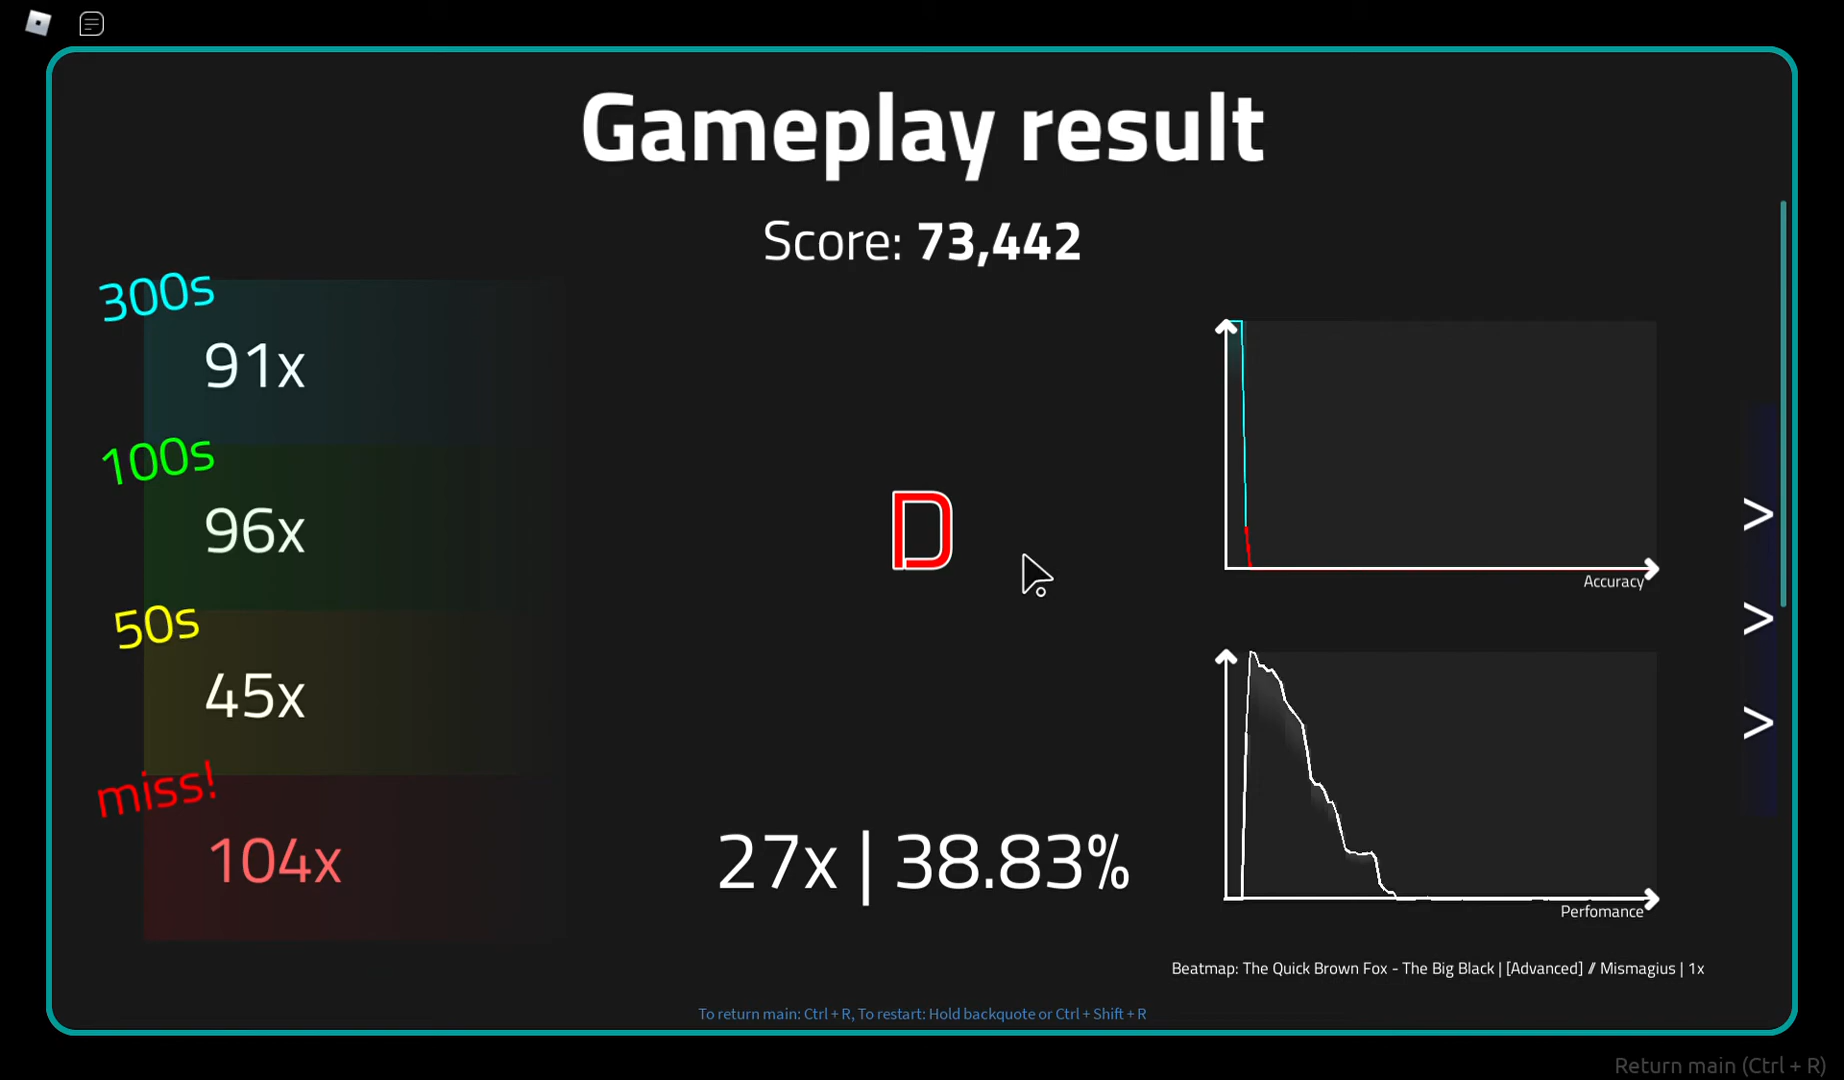 Gameplay result
Score: 73,442
300s
91x
100s
96x
50s
45x
miss!
104x
D
27x | 38.83%
Accuracy
Perfomance
>
>
>
Beatmap: The Quick Brown Fox - The Big Black | [Advanced] // Mismagius | 1x
To return main: Ctrl + R, To restart: Hold backquote or Ctrl + Shift + R
Return main (Ctrl + R)